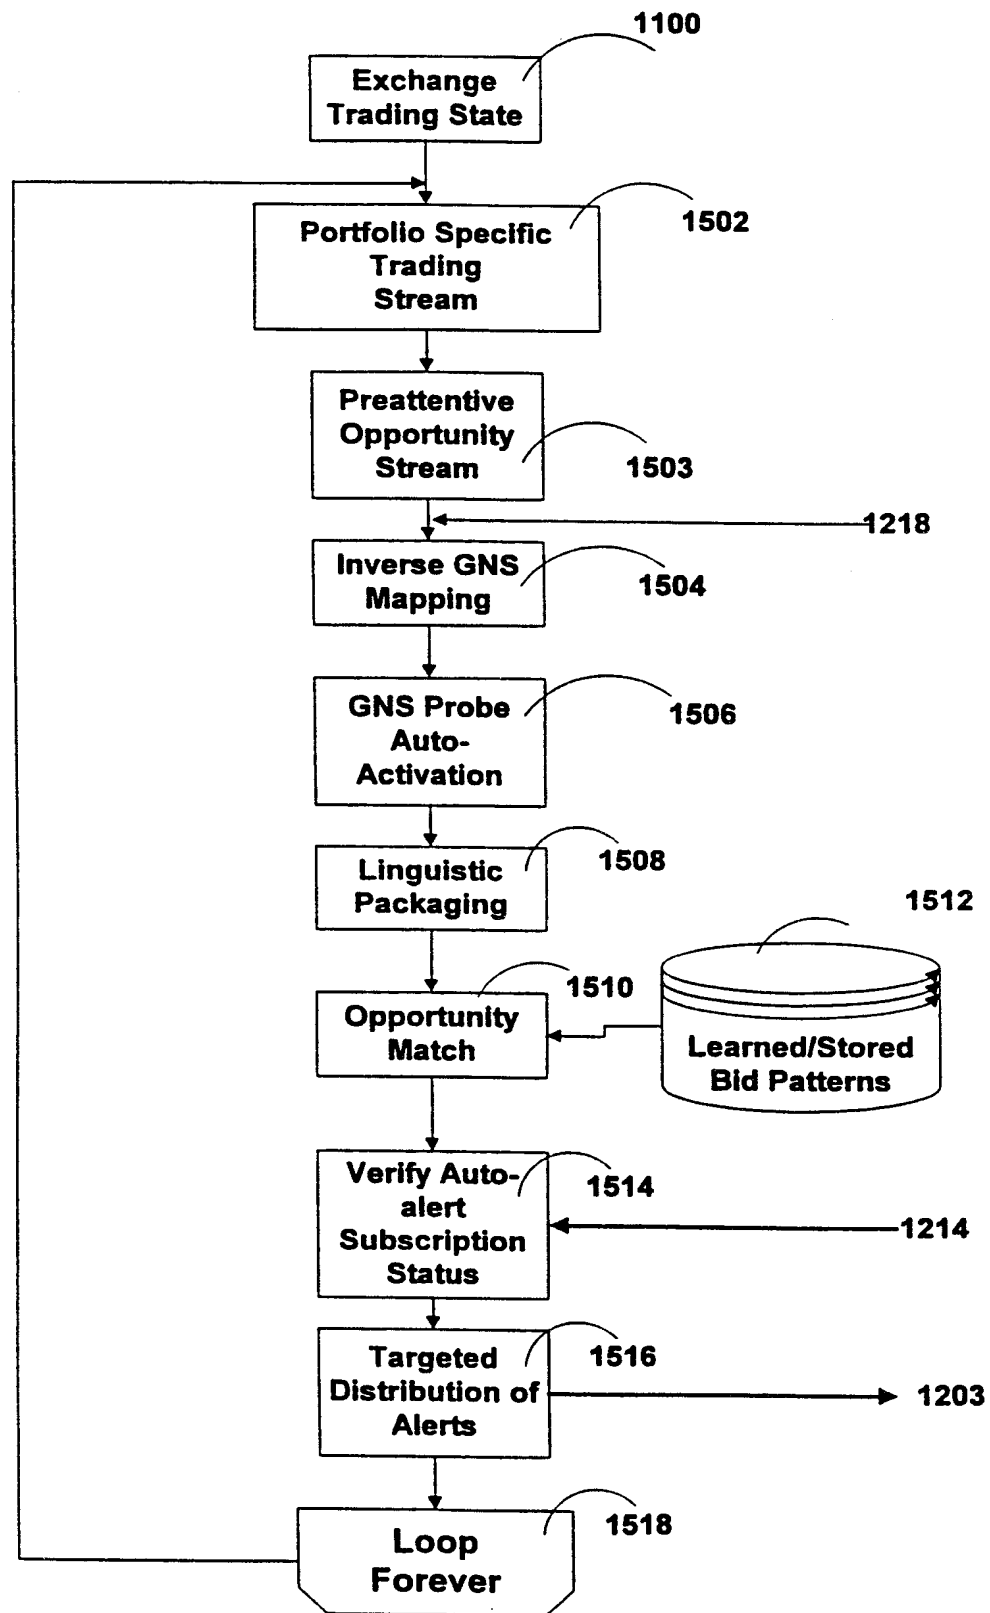 1100
Exchange
Trading State
1502
Portfolio Specific
Trading
Stream
Preattentive
Opportunity
Stream
1503
1218
Inverse GNS
Mapping
1504
GNS Probe
Auto-
Activation
1506
Linguistic
Packaging
1508
1512
1510
Opportunity
Match
Learned/Stored
Bid Patterns
Verify Auto-
alert
Subscription
Status
1514
1214
Targeted
Distribution of
Alerts
1516
1203
Loop
Forever
1518